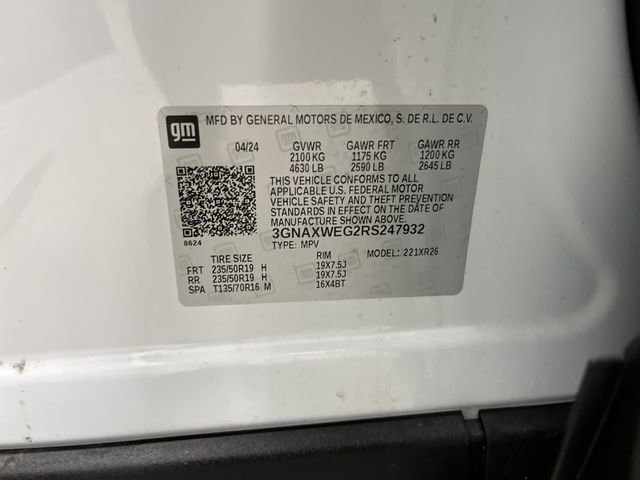 gm
MFD BY GENERAL MOTORS DE MEXICO, S. DE R.L. DE C.V.
04/24 GVWR GAWR FRT GAWR RR
2100 KG 1175 KG 1200 KG
4630 LB 2590 LB 2645 LB
THIS VEHICLE CONFORMS TO ALL
APPLICABLE U.S. FEDERAL MOTOR
VEHICLE SAFETY AND THEFT PREVENTION
STANDARDS IN EFFECT ON THE DATE OF
MANUFACTURE SHOWN ABOVE.
3GNAXWEG2RS247932
8624 TYPE: MPV MODEL: 221XR26
TIRE SIZE RIM
FRT 235/50R19 H 19X7.5J
RR 235/50R19 H 19X7.5J
SPA T135/70R16 M 16X4BT